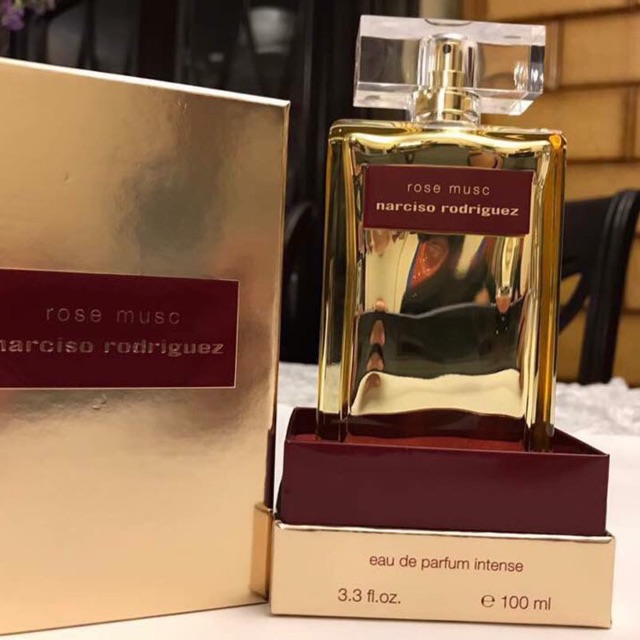 rose musc
narciso rodriguez
rose musc
narciso rodriguez
eau de parfum intense
3.3 fl.oz. ℮ 100 ml